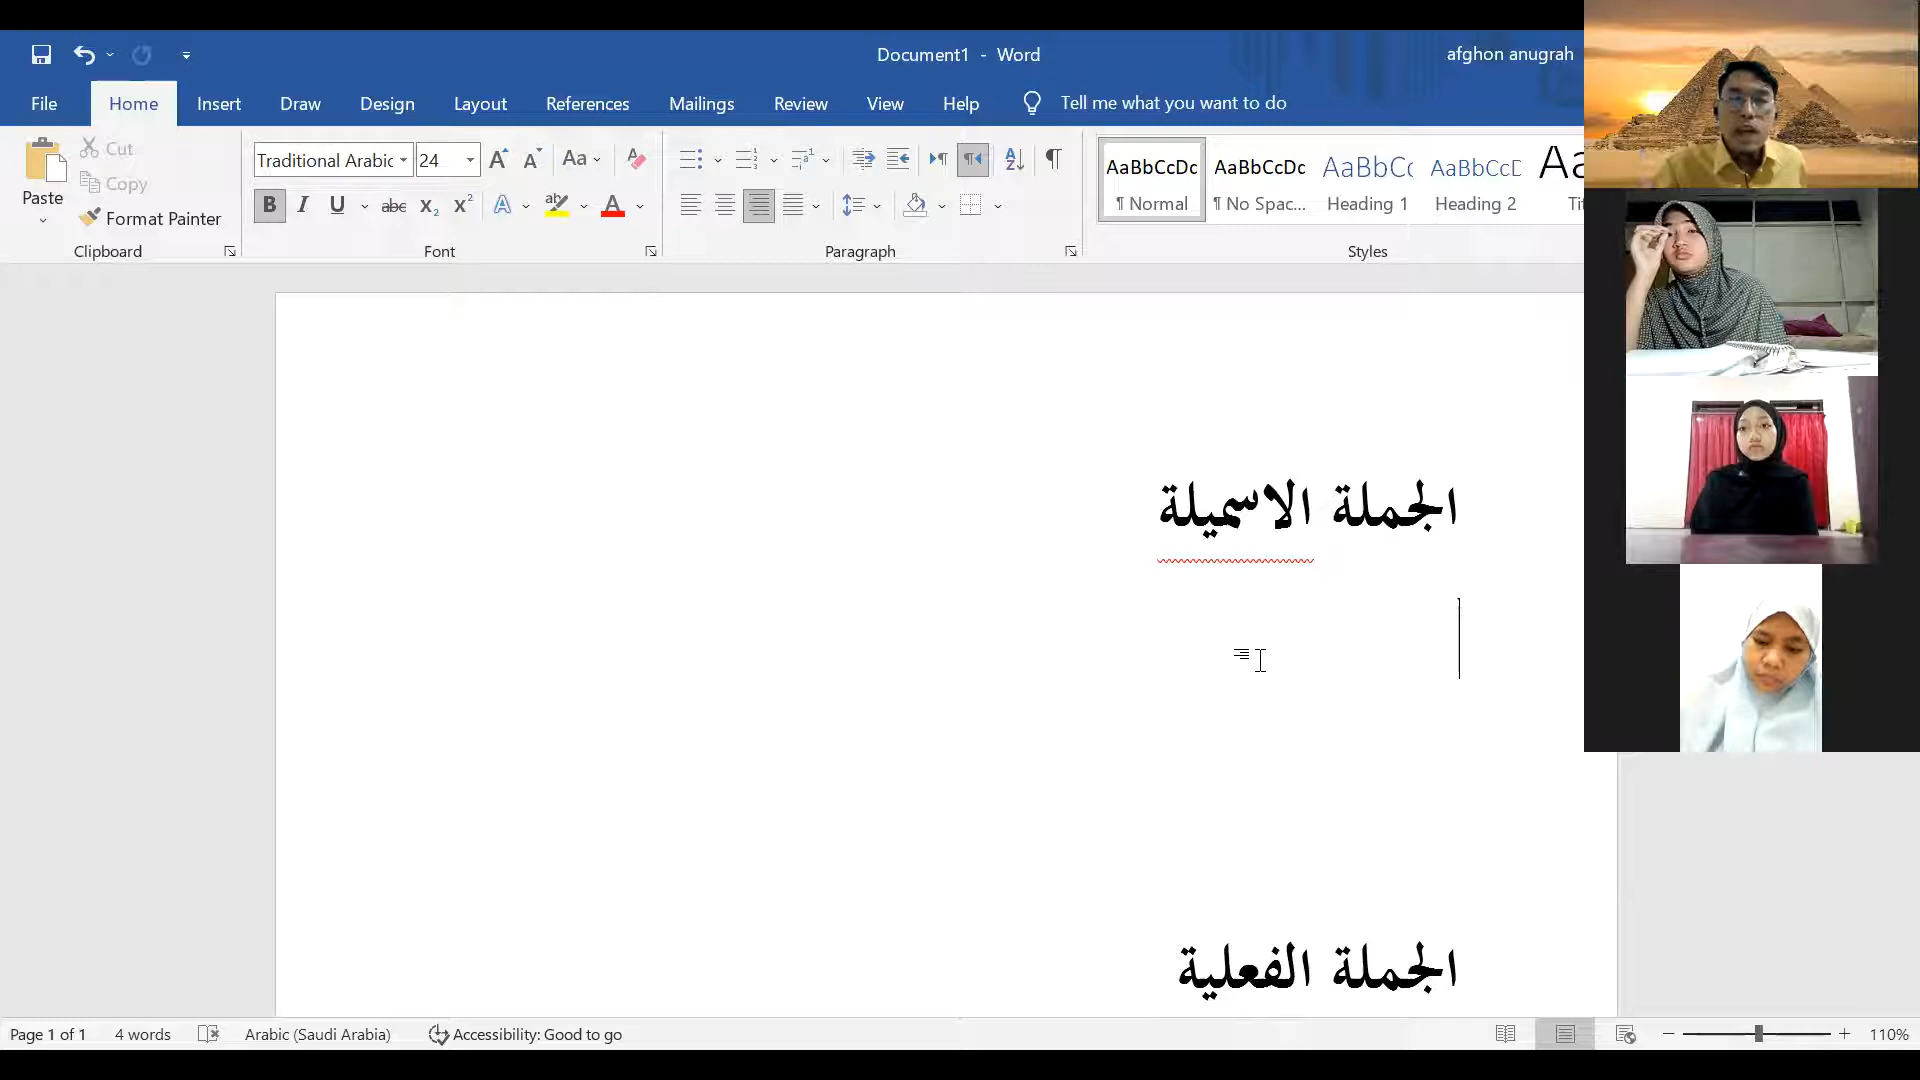 Document1 - Word
afghon anugrah
File Home Insert Draw Design Layout References Mailings Review View Help Tell me what you want to do
Paste
Cut
Copy
Format Painter
Clipboard
Traditional Arabic 24
Font
Paragraph
AaBbCcDc AaBbCcDc AaBbCc AaBbCcD Aa
¶ Normal ¶ No Spac... Heading 1 Heading 2 Ti
Styles
الجملة الاسميلة
الجملة الفعلية
Page 1 of 1 4 words Arabic (Saudi Arabia) Accessibility: Good to go 110%